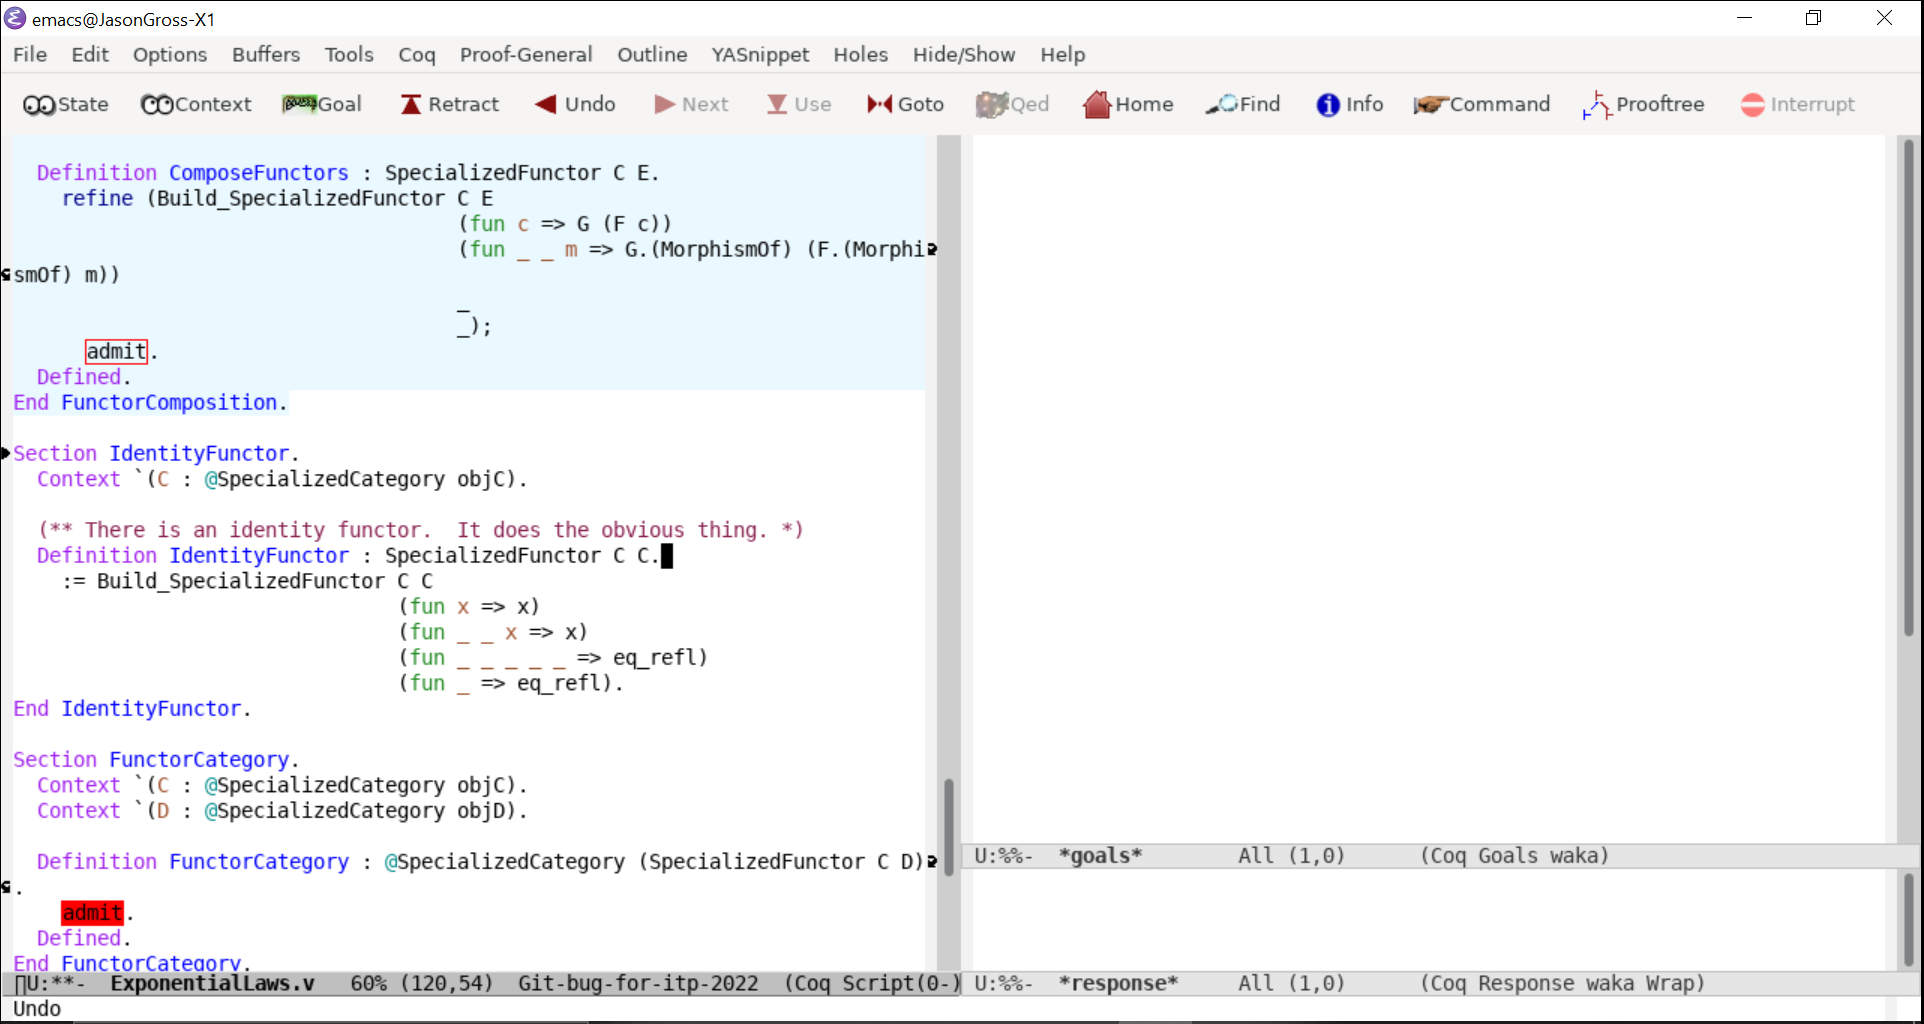 emacs@JasonGross-X1
File Edit Options Buffers Tools Coq Proof-General Outline YASnippet Holes Hide/Show Help
State Context Goal Retract Undo Next Use Goto Qed Home Find Info Command Prooftree Interrupt
Definition ComposeFunctors : SpecializedFunctor C E.
refine (Build_SpecializedFunctor C E
(fun c => G (F c))
(fun _ _ m => G.(MorphismOf) (F.(Morphi
smOf) m))
_
_);
admit.
Defined.
End FunctorComposition.
Section IdentityFunctor.
Context `(C : @SpecializedCategory objC).
(** There is an identity functor.  It does the obvious thing. *)
Definition IdentityFunctor : SpecializedFunctor C C.
:= Build_SpecializedFunctor C C
(fun x => x)
(fun _ _ x => x)
(fun _ _ _ _ _ => eq_refl)
(fun _ => eq_refl).
End IdentityFunctor.
Section FunctorCategory.
Context `(C : @SpecializedCategory objC).
Context `(D : @SpecializedCategory objD).
Definition FunctorCategory : @SpecializedCategory (SpecializedFunctor C D)
.
admit.
Defined.
End FunctorCategory.
U:**-  ExponentialLaws.v   60% (120,54)  Git-bug-for-itp-2022  (Coq Script(0-)
U:%%-  *goals*        All (1,0)      (Coq Goals waka)
U:%%-  *response*     All (1,0)      (Coq Response waka Wrap)
Undo